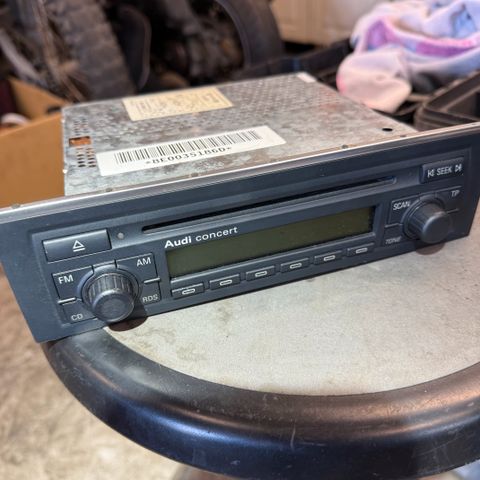 *8E0035186D*
SEEK
Audi concert
SCAN
TP
TONE
FM
AM
CD
RDS